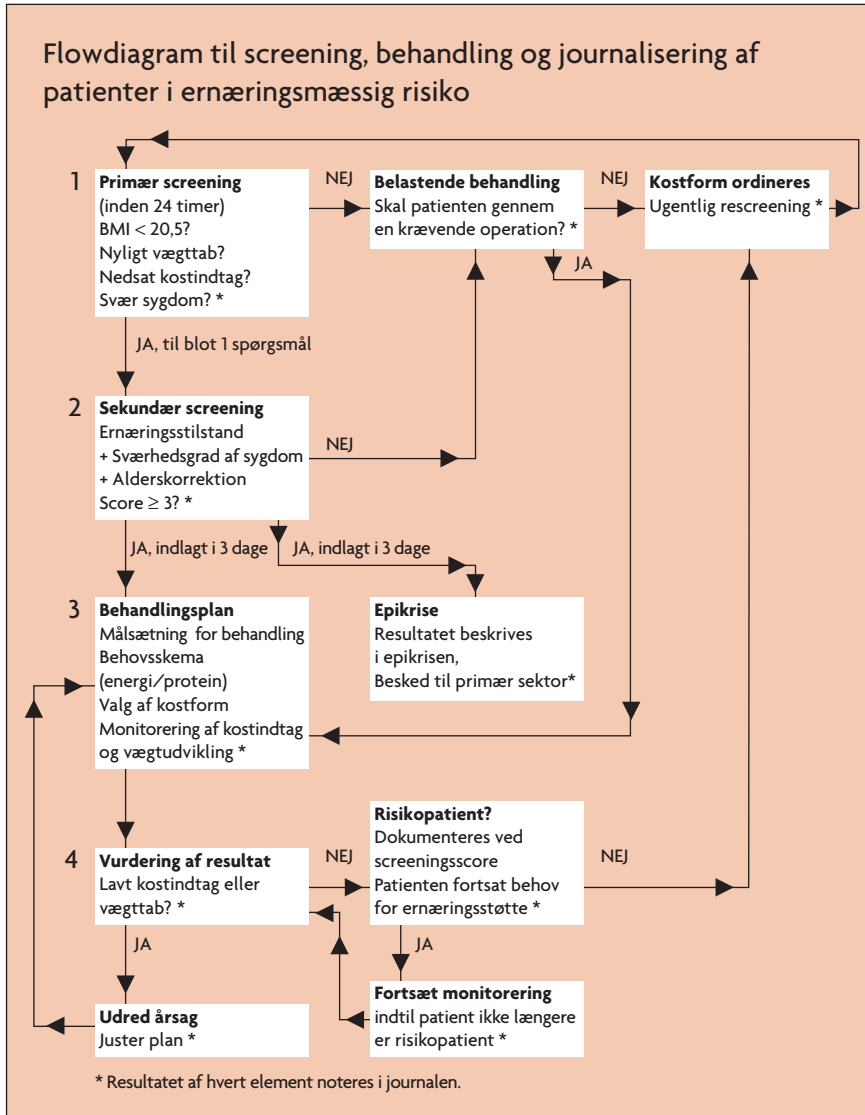 Flowdiagram til screening, behandling og journalisering af
patienter i ernæringsmæssig risiko
1
Primær screening
(inden 24 timer)
BMI < 20,5?
Nyligt vægttab?
Nedsat kostindtag?
Svær sygdom? *
NEJ
Belastende behandling
Skal patienten gennem
en krævende operation? *
NEJ
Kostform ordineres
Ugentlig rescreening *
JA
JA, til blot 1 spørgsmål
2
Sekundær screening
Ernæringsstilstand
+ Sværhedsgrad af sygdom
+ Alderskorrektion
Score ≥ 3? *
NEJ
JA, indlagt i 3 dage
JA, indlagt i 3 dage
3
Behandlingsplan
Målsætning for behandling
Behovsskema
(energi/protein)
Valg af kostform
Monitorering af kostindtag
og vægtudvikling *
Epikrise
Resultatet beskrives
i epikrisen,
Besked til primær sektor*
4
Vurdering af resultat
Lavt kostindtag eller
vægttab? *
NEJ
Risikopatient?
Dokumenteres ved
screeningsscore
Patienten fortsat behov
for ernæringsstøtte *
NEJ
JA
JA
Udred årsag
Juster plan *
Fortsæt monitorering
indtil patient ikke længere
er risikopatient *
* Resultatet af hvert element noteres i journalen.